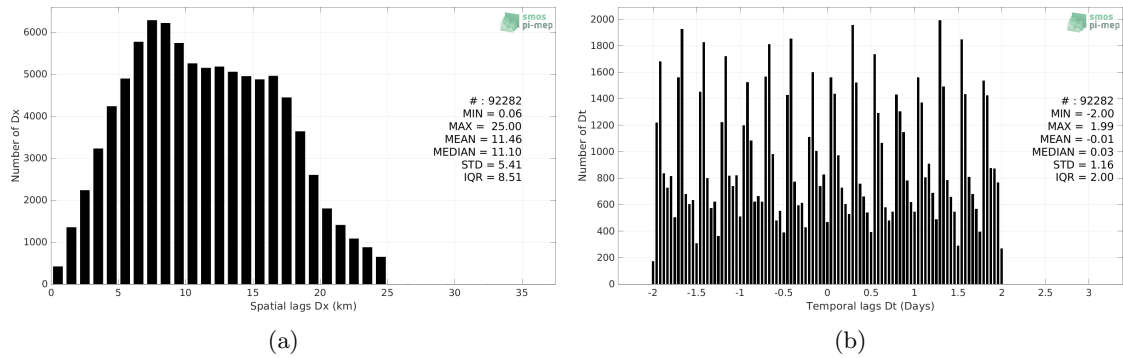 smos
pi-mep
6000
5000
4000
3000
2000
1000
0
Number of Dx
# : 92282
MIN = 0.06
MAX = 25.00
MEAN = 11.46
MEDIAN = 11.10
STD = 5.41
IQR = 8.51
0 5 10 15 20 25 30 35
Spatial lags Dx (km)
(a)
smos
pi-mep
2000
1800
1600
1400
1200
1000
800
600
400
200
0
Number of Dt
# : 92282
MIN = -2.00
MAX = 1.99
MEAN = -0.01
MEDIAN = 0.03
STD = 1.16
IQR = 2.00
-2 -1.5 -1 -0.5 0 0.5 1 1.5 2 2.5 3
Temporal lags Dt (Days)
(b)